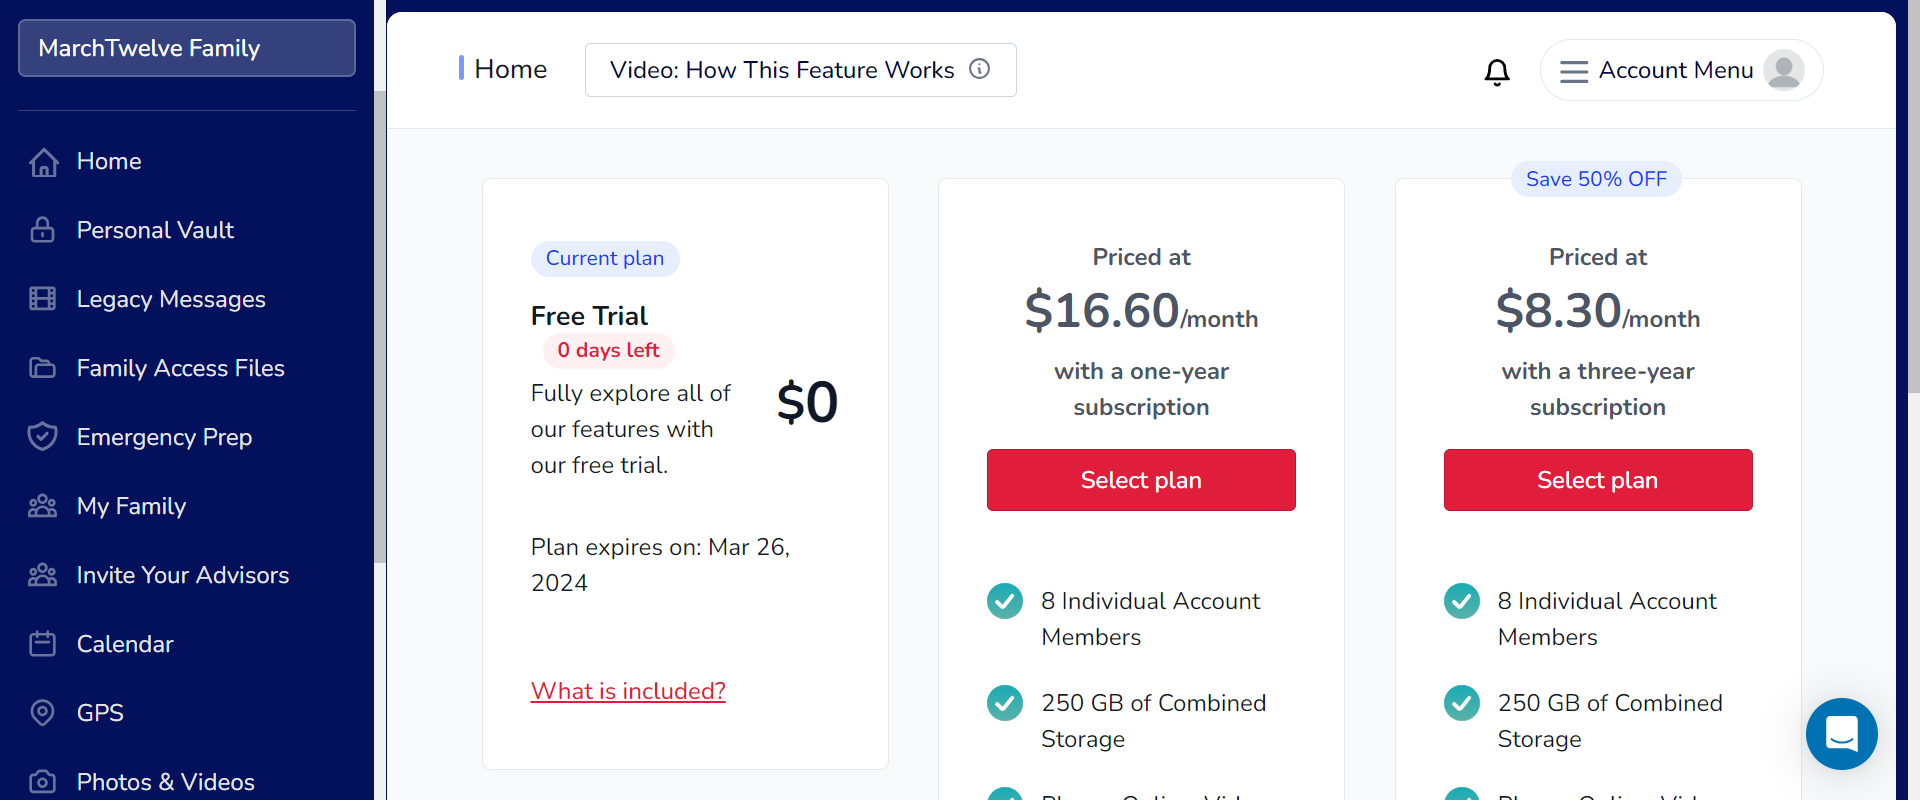 MarchTwelve Family
Home
Personal Vault
Legacy Messages
Family Access Files
Emergency Prep
My Family
Invite Your Advisors
Calendar
GPS
Photos & Videos
Home
Video: How This Feature Works
Account Menu
Current plan
Free Trial
0 days left
Fully explore all of
our features with
our free trial.
$0
Plan expires on: Mar 26,
2024
What is included?
Priced at
$16.60/month
with a one-year
subscription
Select plan
8 Individual Account
Members
250 GB of Combined
Storage
Save 50% OFF
Priced at
$8.30/month
with a three-year
subscription
Select plan
8 Individual Account
Members
250 GB of Combined
Storage